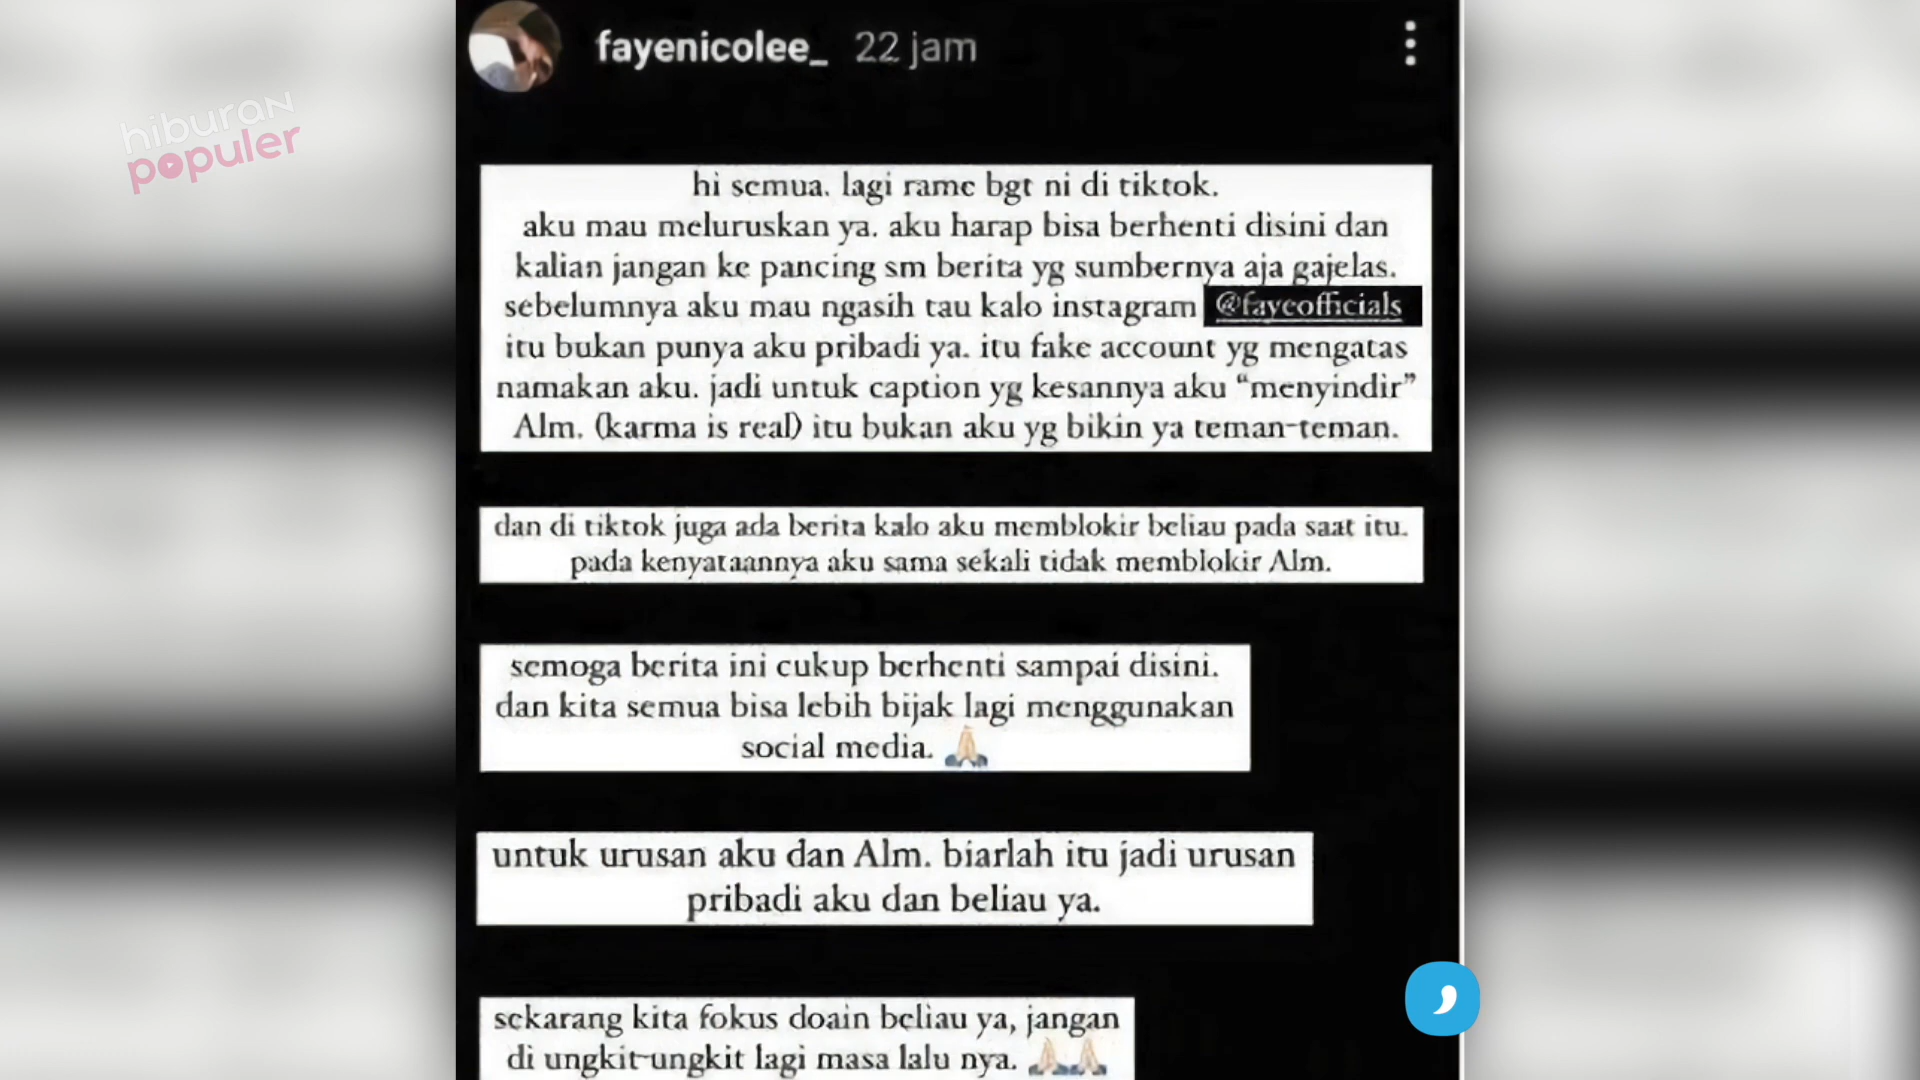 fayenicolee_ 22 jam
hiburan
populer
hi semua. lagi rame bgt ni di tiktok.
aku mau meluruskan ya. aku harap bisa berhenti disini dan
kalian jangan ke pancing sm berita yg sumbernya aja gajelas.
sebelumnya aku mau ngasih tau kalo instagram @fayeofficials
itu bukan punya aku pribadi ya. itu fake account yg mengatas
namakan aku. jadi untuk caption yg kesannya aku “menyindir”
Alm. (karma is real) itu bukan aku yg bikin ya teman-teman.
dan di tiktok juga ada berita kalo aku memblokir beliau pada saat itu.
pada kenyataannya aku sama sekali tidak memblokir Alm.
semoga berita ini cukup berhenti sampai disini.
dan kita semua bisa lebih bijak lagi menggunakan
social media. 🙏🏻
untuk urusan aku dan Alm. biarlah itu jadi urusan
pribadi aku dan beliau ya.
sekarang kita fokus doain beliau ya, jangan
di ungkit-ungkit lagi masa lalu nya. 🙏🏻🙏🏻